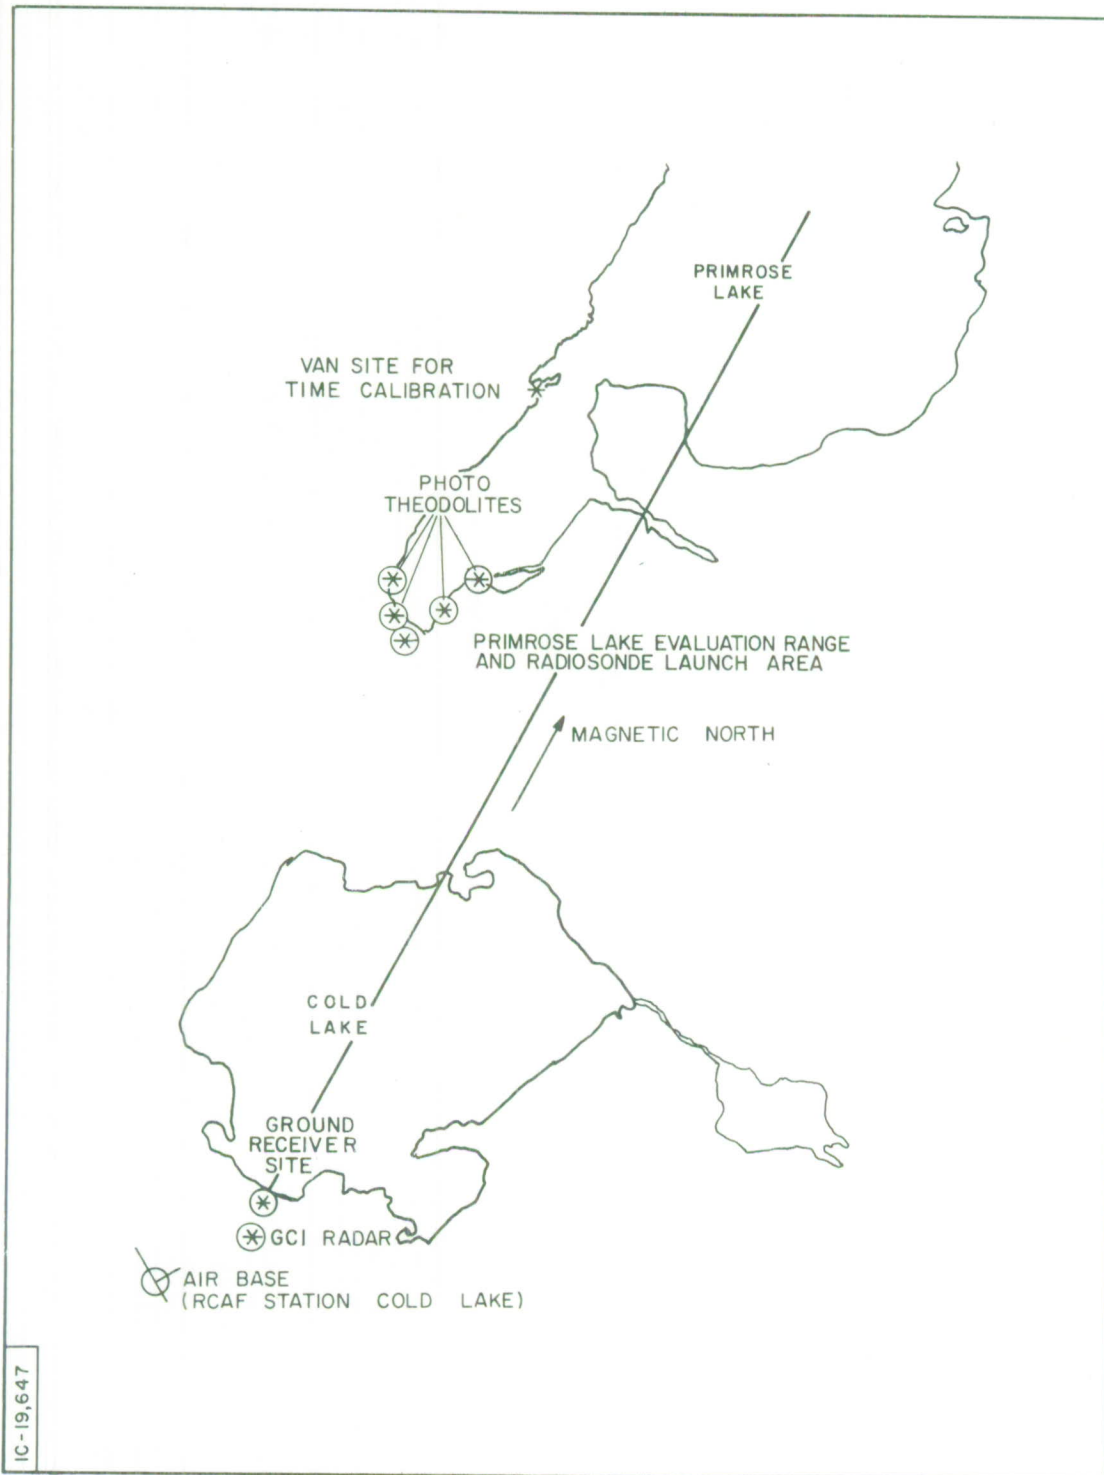 PRIMROSE
LAKE
VAN SITE FOR
TIME CALIBRATION
PHOTO
THEODOLITES
PRIMROSE LAKE EVALUATION RANGE
AND RADIOSONDE LAUNCH AREA
MAGNETIC NORTH
COLD
LAKE
GROUND
RECEIVER
SITE
GCI RADAR
AIR BASE
(RCAF STATION COLD LAKE)
IC-19,647